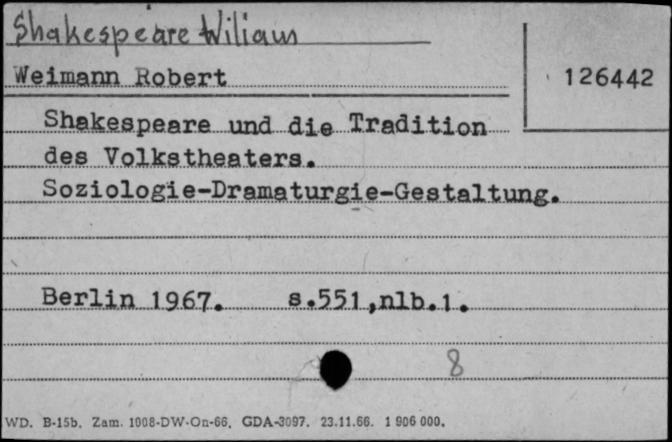 Shakespeare Wiliam
Weimann Robert
126442
Shakespeare und die Tradition
des Volkstheaters.
Soziologie-Dramaturgie-Gestaltung.
Berlin 1967. s.551,nlb.1.
8
WD. B-15b. Zam. 1008-DW-On-66. GDA-3097. 23.11.66. 1 906 000.